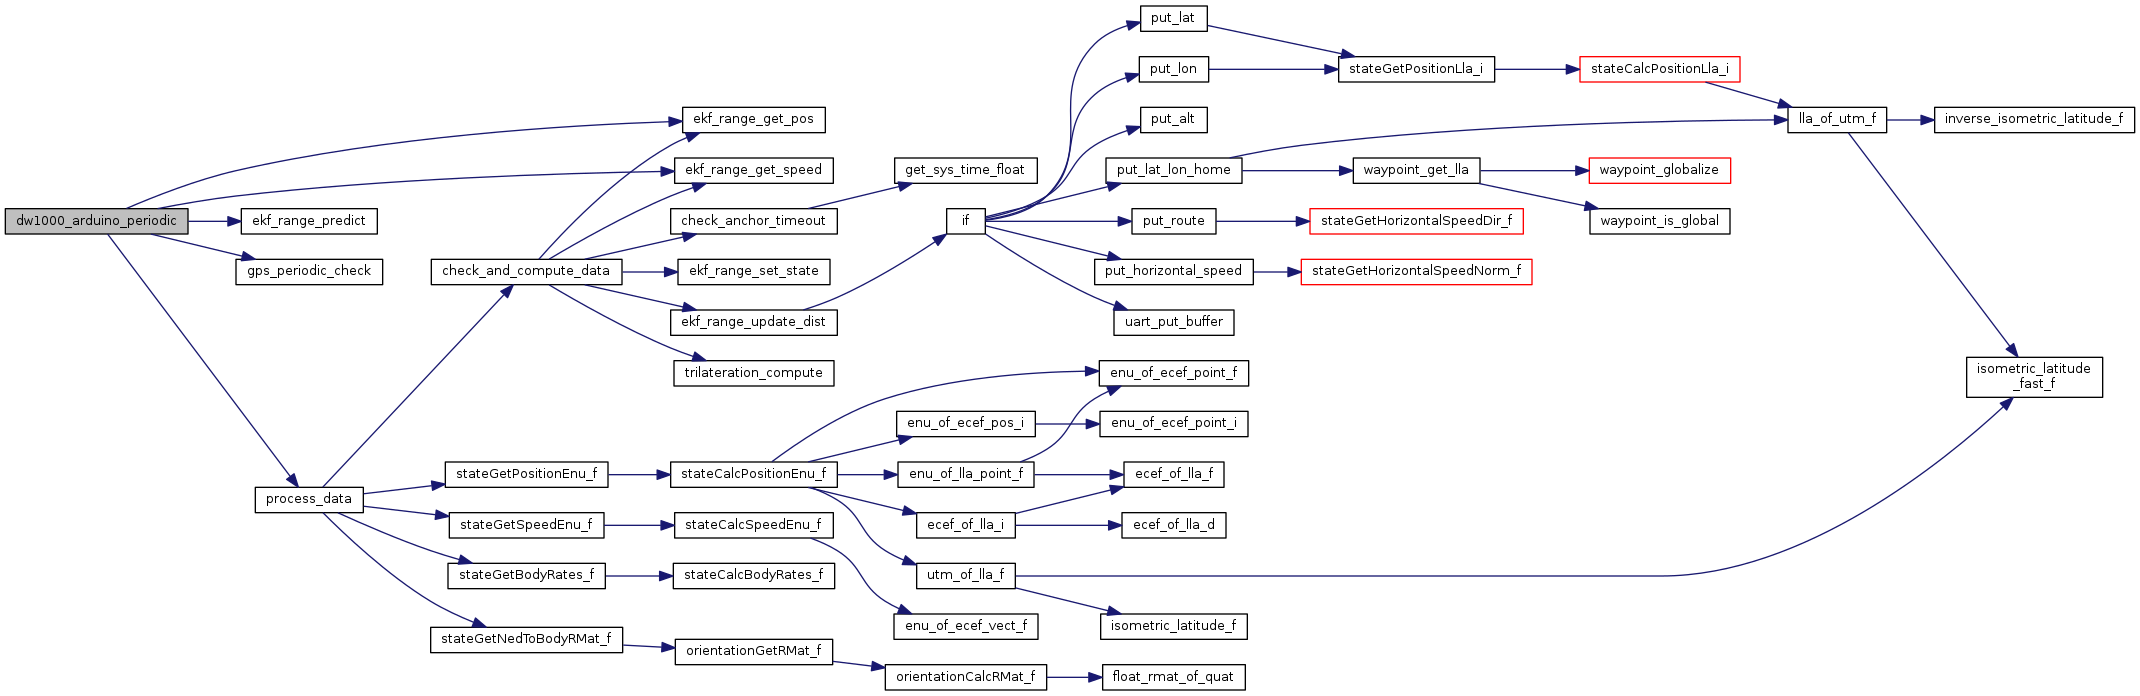 dw1000_arduino_periodic
ekf_range_get_pos
ekf_range_get_speed
ekf_range_predict
gps_periodic_check
process_data
check_and_compute_data
check_anchor_timeout
get_sys_time_float
ekf_range_set_state
ekf_range_update_dist
trilateration_compute
if
put_lat
put_lon
put_alt
put_lat_lon_home
put_route
put_horizontal_speed
uart_put_buffer
stateGetPositionLla_i
stateCalcPositionLla_i
lla_of_utm_f
inverse_isometric_latitude_f
waypoint_get_lla
waypoint_globalize
waypoint_is_global
stateGetHorizontalSpeedDir_f
stateGetHorizontalSpeedNorm_f
isometric_latitude
_fast_f
stateGetPositionEnu_f
stateCalcPositionEnu_f
enu_of_ecef_point_f
enu_of_ecef_pos_i
enu_of_ecef_point_i
enu_of_lla_point_f
ecef_of_lla_f
ecef_of_lla_i
ecef_of_lla_d
utm_of_lla_f
isometric_latitude_f
stateGetSpeedEnu_f
stateCalcSpeedEnu_f
enu_of_ecef_vect_f
stateGetBodyRates_f
stateCalcBodyRates_f
stateGetNedToBodyRMat_f
orientationGetRMat_f
orientationCalcRMat_f
float_rmat_of_quat